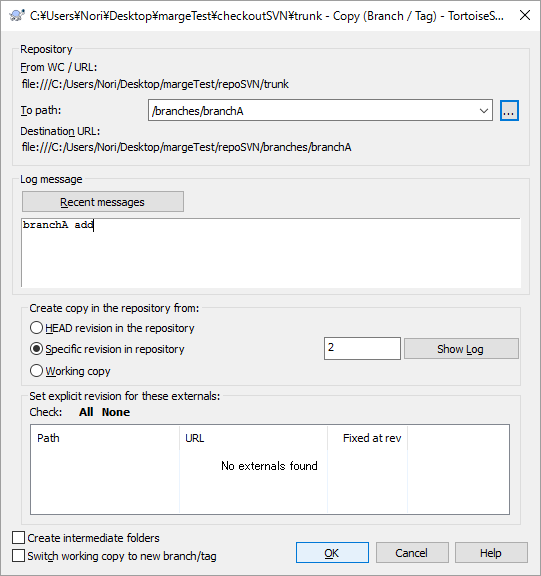 C:¥Users¥Nori¥Desktop¥margeTest¥checkoutSVN¥trunk - Copy (Branch / Tag) - TortoiseS...
Repository
From WC / URL:
file:///C:/Users/Nori/Desktop/margeTest/repoSVN/trunk
To path: /branches/branchA ...
Destination URL:
file:///C:/Users/Nori/Desktop/margeTest/repoSVN/branches/branchA
Log message
Recent messages
branchA add
Create copy in the repository from:
HEAD revision in the repository
Specific revision in repository 2 Show Log
Working copy
Set explicit revision for these externals:
Check: All None
Path URL Fixed at rev
No externals found
Create intermediate folders
Switch working copy to new branch/tag
OK Cancel Help